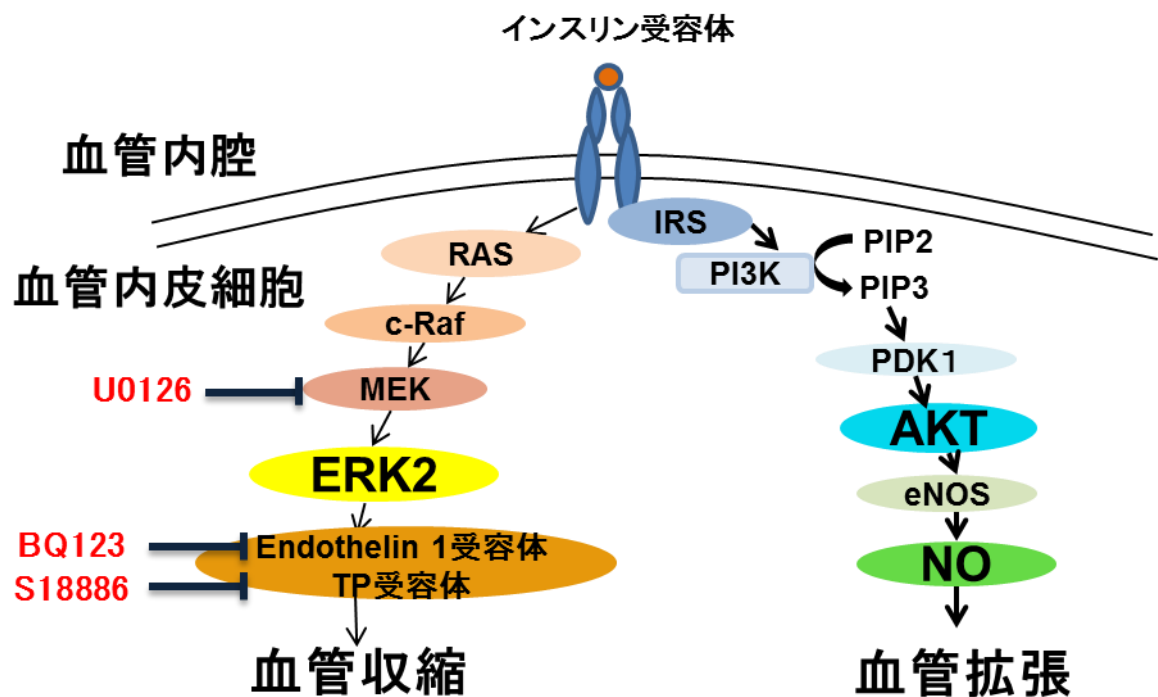 インスリン受容体
血管内腔
IRS
RAS
PIP2
PI3K
PIP3
血管内皮細胞
c-Raf
PDK1
U0126
MEK
AKT
ERK2
eNOS
BQ123
Endothelin 1受容体
NO
S18886
TP受容体
血管収縮
血管拡張